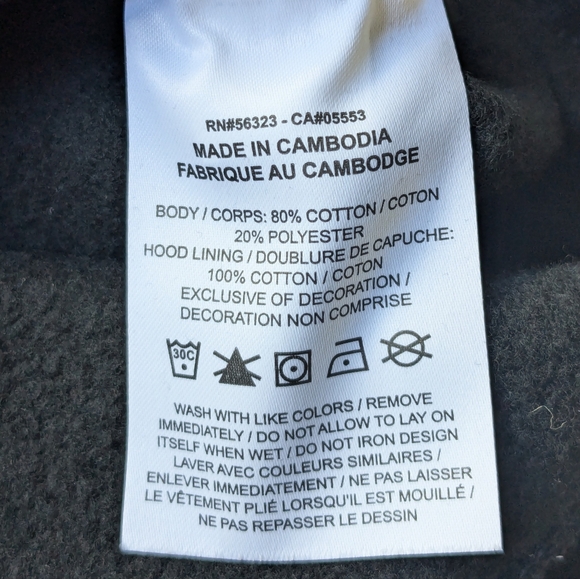 RN#56323 - CA#05553
MADE IN CAMBODIA
FABRIQUE AU CAMBODGE
BODY / CORPS: 80% COTTON / COTON
20% POLYESTER
HOOD LINING / DOUBLURE DE CAPUCHE:
100% COTTON / COTON
EXCLUSIVE OF DECORATION /
DECORATION NON COMPRISE
30C
WASH WITH LIKE COLORS / REMOVE
IMMEDIATELY / DO NOT ALLOW TO LAY ON
ITSELF WHEN WET / DO NOT IRON DESIGN
LAVER AVEC COULEURS SIMILAIRES /
ENLEVER IMMEDIATEMENT / NE PAS LAISSER
LE VÊTEMENT PLIÉ LORSQU'IL EST MOUILLÉ /
NE PAS REPASSER LE DESSIN